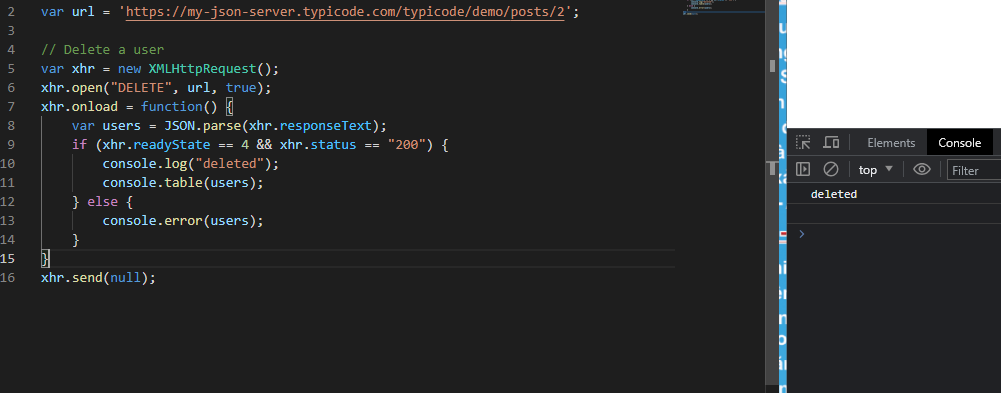 2 var url = 'https://my-json-server.typicode.com/typicode/demo/posts/2';
3
4 // Delete a user
5 var xhr = new XMLHttpRequest();
6 xhr.open("DELETE", url, true);
7 xhr.onload = function() {
8 var users = JSON.parse(xhr.responseText);
9 if (xhr.readyState == 4 && xhr.status == "200") {
10 console.log("deleted");
11 console.table(users);
12 } else {
13 console.error(users);
14 }
15 }
16 xhr.send(null);
Elements Console
top Filter
deleted